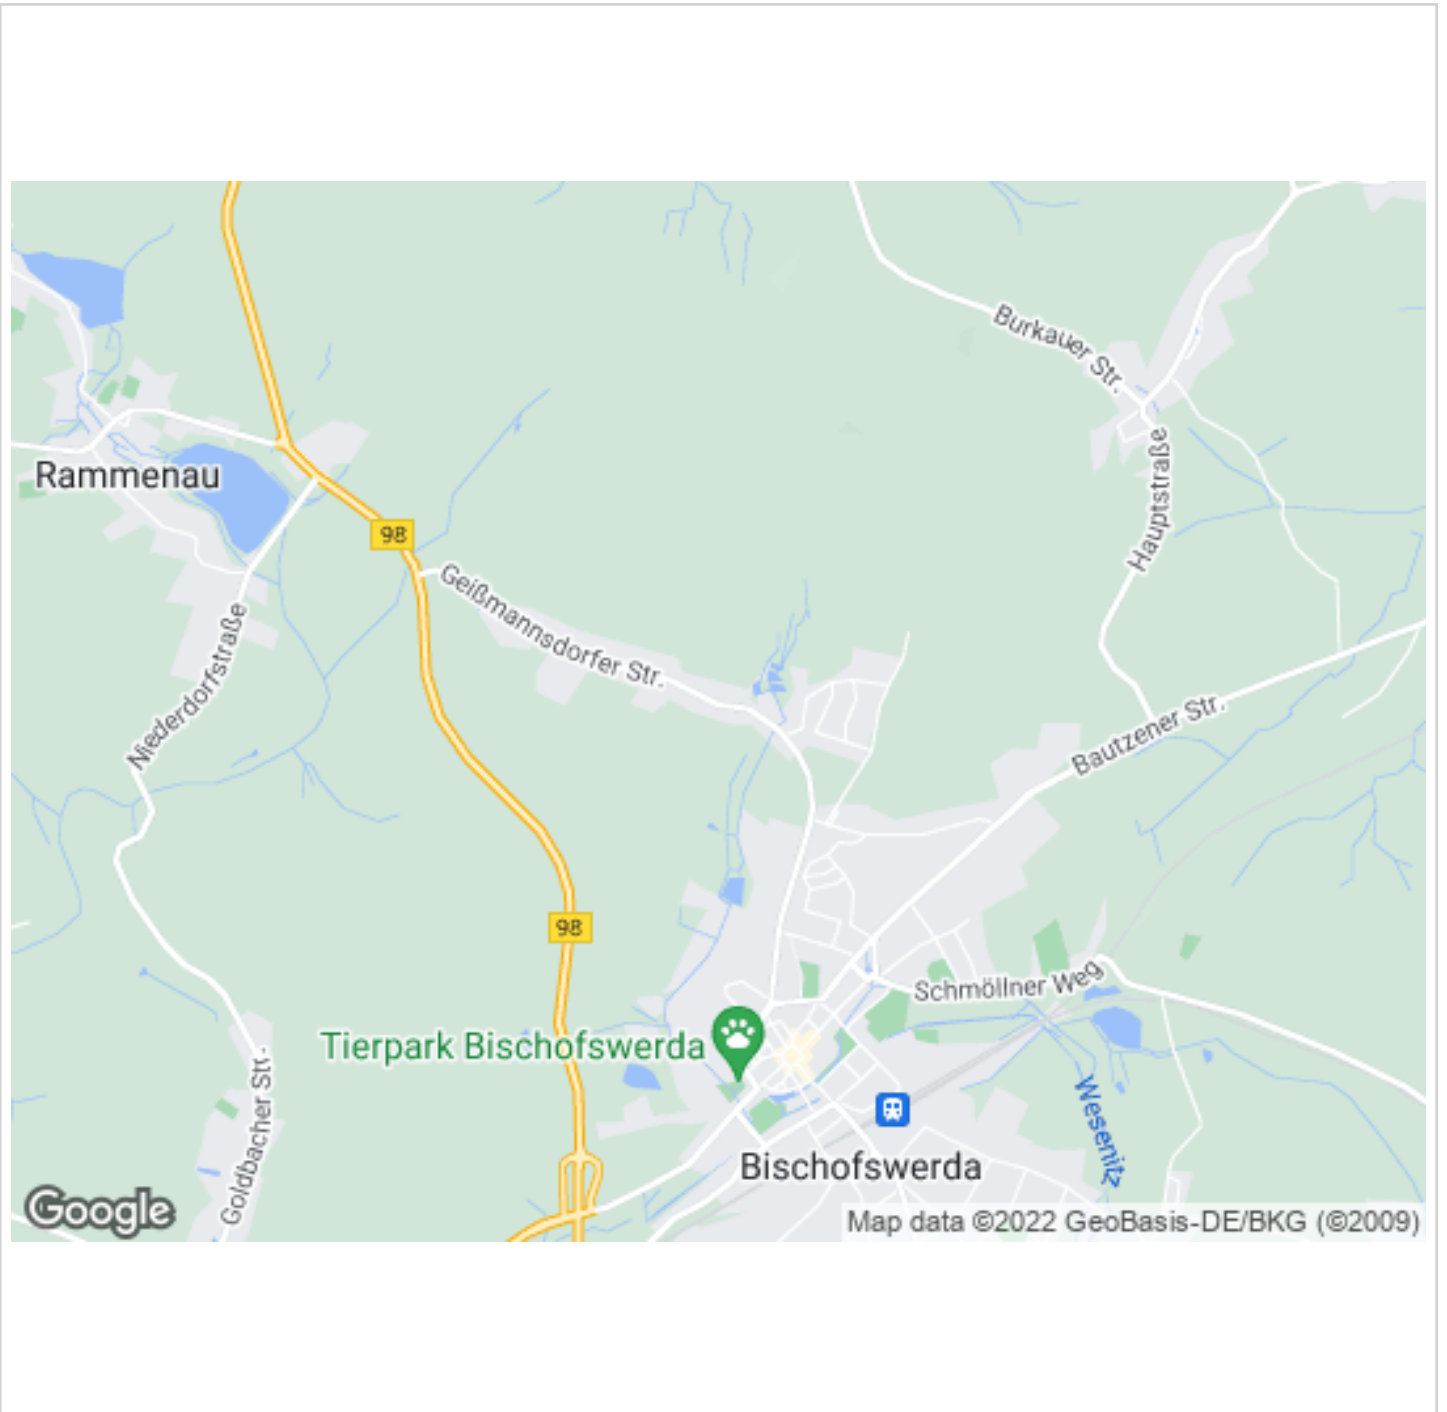 Burkauer Str.
Hauptstraße
Rammenau
98
Geißmannsdorfer Str.
Niederdorfstraße
Bautzener Str.
98
Schmöllner Weg
Tierpark Bischofswerda
Goldbacher Str.
Wesenitz
Bischofswerda
Google
Map data ©2022 GeoBasis-DE/BKG (©2009)